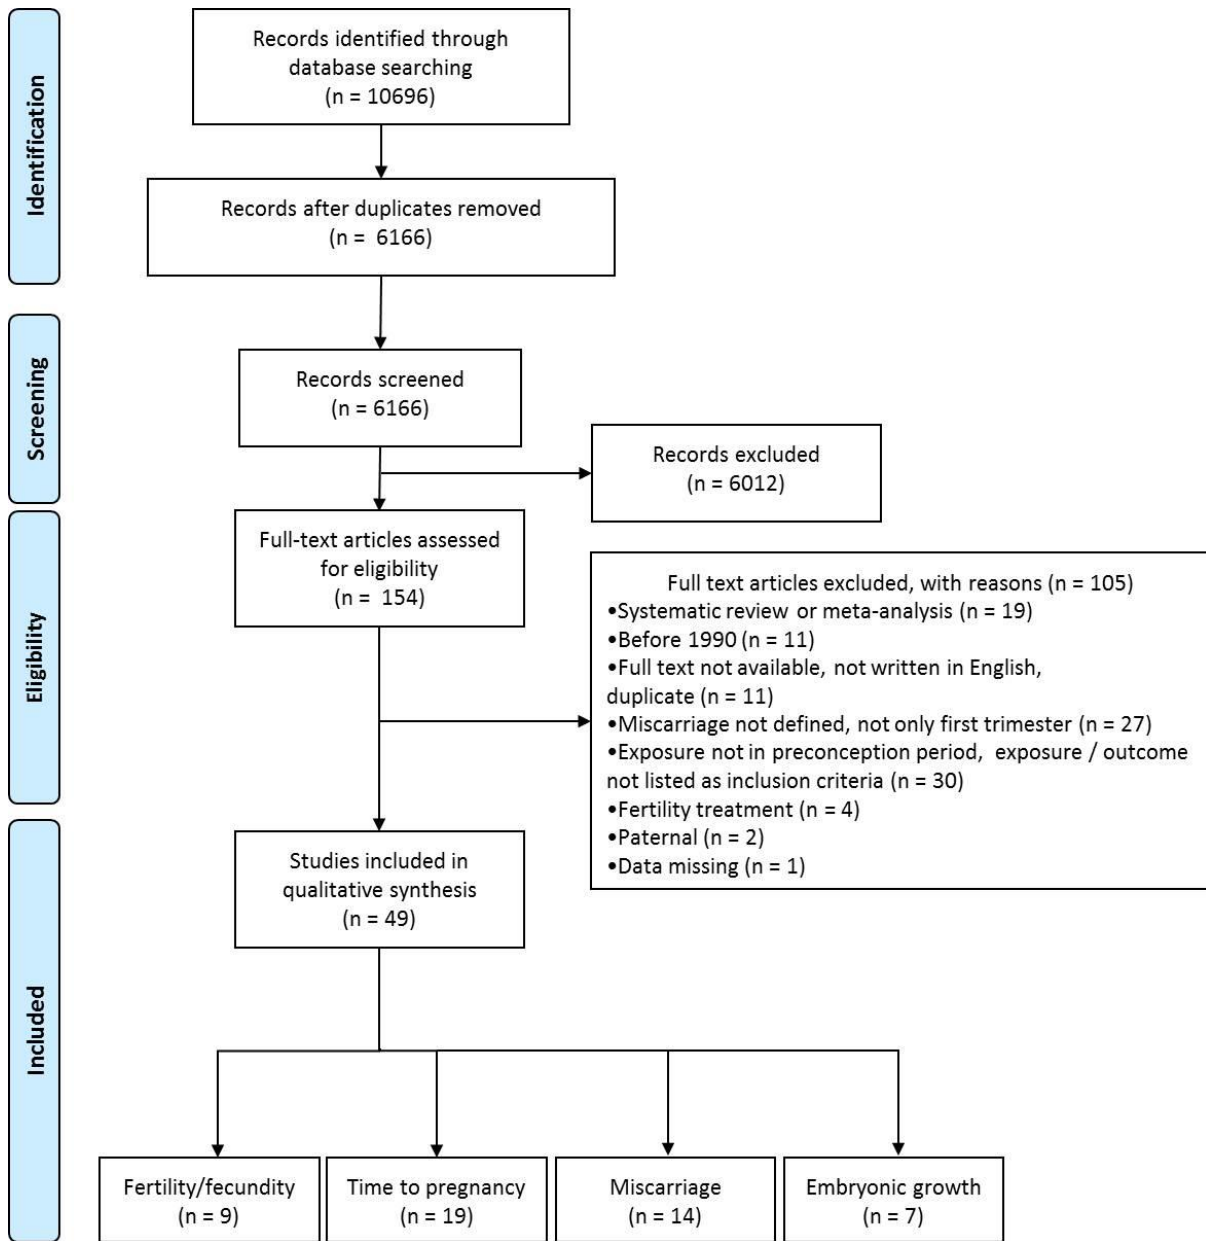 Identification
Records identified through
database searching
(n = 10696)
Records after duplicates removed
(n = 6166)
Screening
Records screened
(n = 6166)
Records excluded
(n = 6012)
Eligibility
Full-text articles assessed
for eligibility
(n = 154)
Full text articles excluded, with reasons (n = 105)
•Systematic review or meta-analysis (n = 19)
•Before 1990 (n = 11)
•Full text not available, not written in English,
duplicate (n = 11)
•Miscarriage not defined, not only first trimester (n = 27)
•Exposure not in preconception period, exposure / outcome
not listed as inclusion criteria (n = 30)
•Fertility treatment (n = 4)
•Paternal (n = 2)
•Data missing (n = 1)
Included
Studies included in
qualitative synthesis
(n = 49)
Fertility/fecundity
(n = 9)
Time to pregnancy
(n = 19)
Miscarriage
(n = 14)
Embryonic growth
(n = 7)